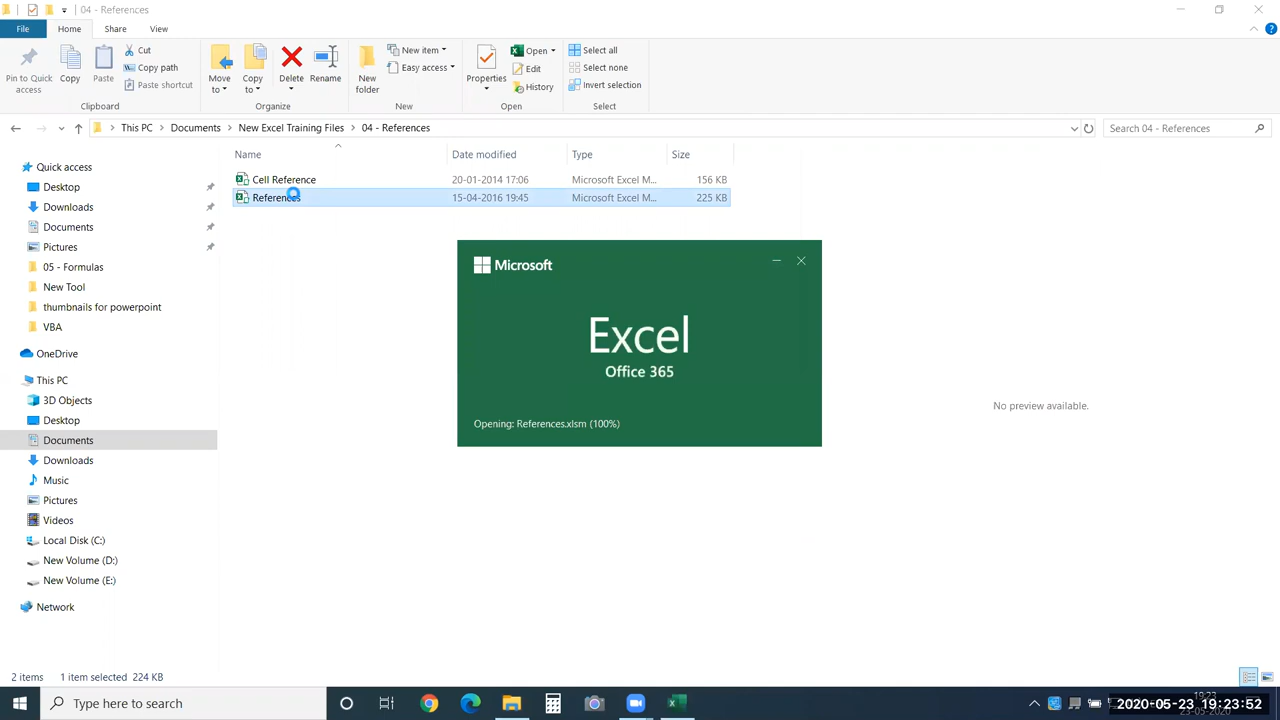 04 - References
File
Home
Share
View
Pin to Quick access
Copy
Paste
Cut
Copy path
Paste shortcut
Clipboard
Move to
Copy to
Delete
Rename
Organize
New folder
New item
Easy access
New
Properties
Open
Edit
History
Open
Select all
Select none
Invert selection
Select
This PC > Documents > New Excel Training Files > 04 - References
Search 04 - References
Name
Date modified
Type
Size
Cell Reference 20-01-2014 17:06 Microsoft Excel M... 156 KB
References 15-04-2016 19:45 Microsoft Excel M... 225 KB
Quick access
Desktop
Downloads
Documents
Pictures
05 - Formulas
New Tool
thumbnails for powerpoint
VBA
OneDrive
This PC
3D Objects
Desktop
Documents
Downloads
Music
Pictures
Videos
Local Disk (C:)
New Volume (D:)
New Volume (E:)
Network
Microsoft
Excel
Office 365
Opening: References.xlsm (100%)
No preview available.
2 items 1 item selected 224 KB
Type here to search
19:23
2020-05-23 19:23:52
23-05-2020